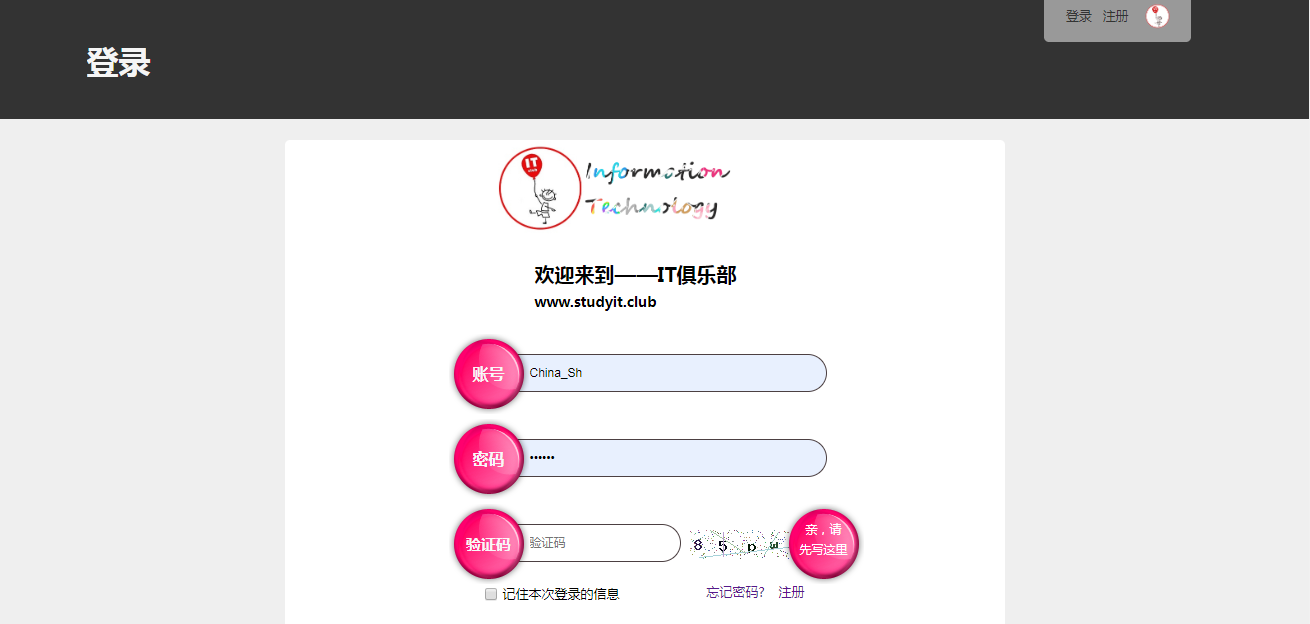 登录 注册
登录
IT
Information
Technology
欢迎来到——IT俱乐部
www.studyit.club
账号 China_Sh
密码 ••••••
验证码 验证码 8 5 p w 亲，请
先写这里
记住本次登录的信息 忘记密码? 注册